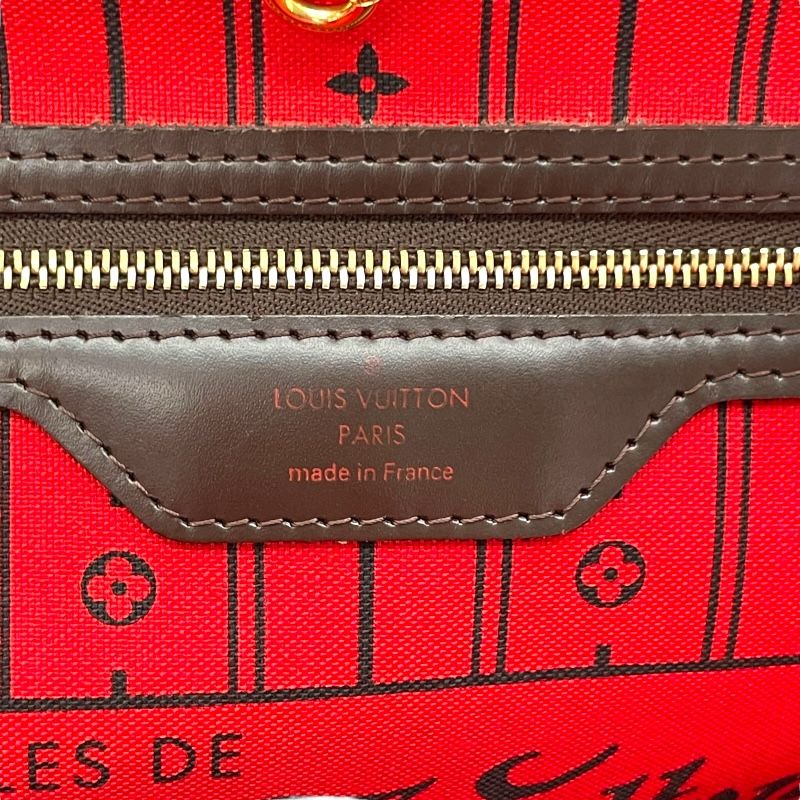 LOUIS VUITTON
PARIS
made in France
LES DE